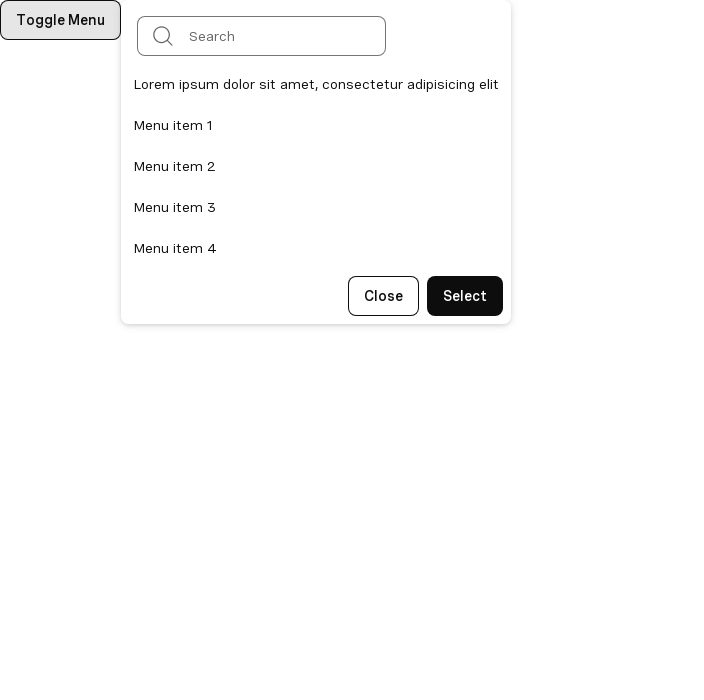 Toggle Menu
Search
Lorem ipsum dolor sit amet, consectetur adipisicing elit
Menu item 1
Menu item 2
Menu item 3
Menu item 4
Close
Select